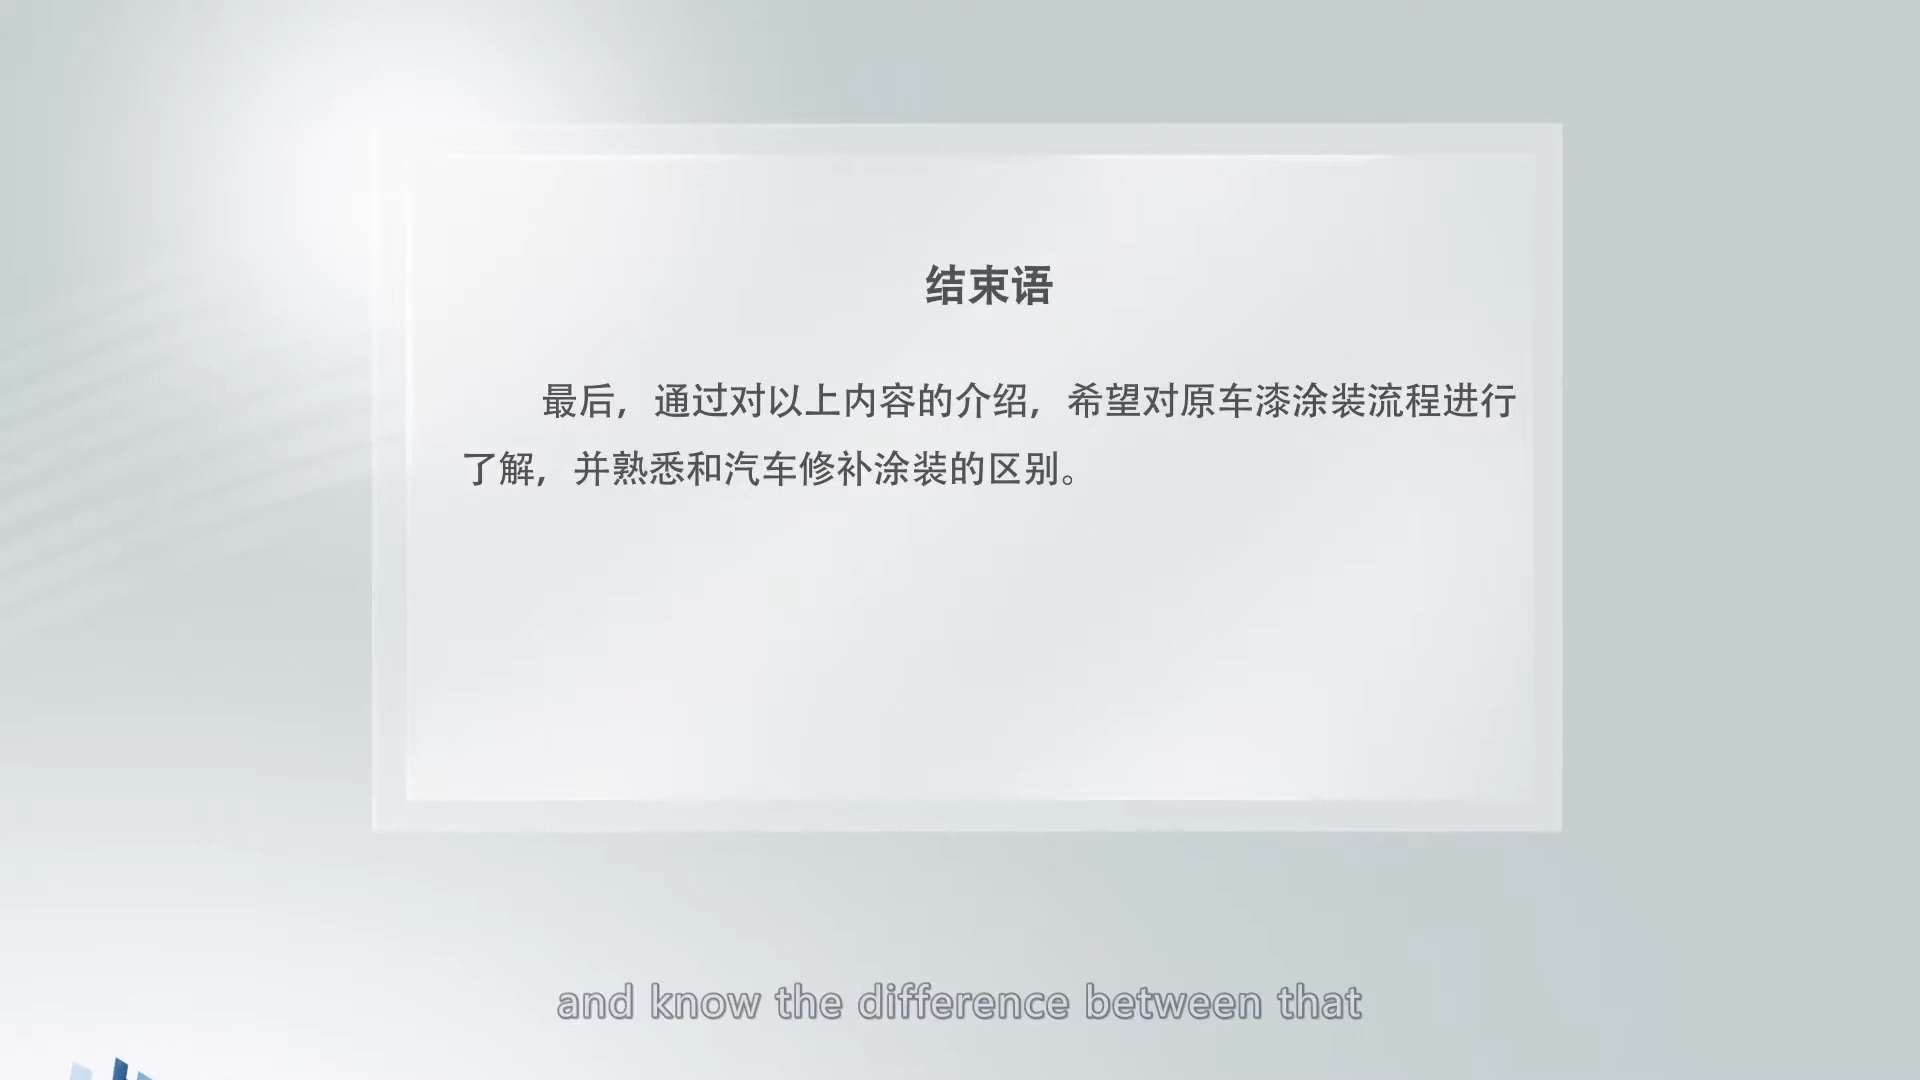 结束语
最后，通过对以上内容的介绍，希望对原车漆涂装流程进行
了解，并熟悉和汽车修补涂装的区别。
and know the difference between that